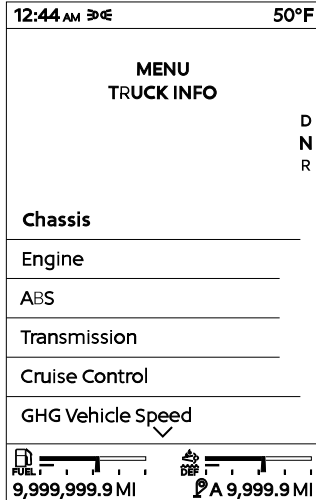 12:44 AM 50°F
MENU
TRUCK INFO
D
N
R
Chassis
Engine
ABS
Transmission
Cruise Control
GHG Vehicle Speed
FUEL DEF
9,999,999.9 MI A 9,999.9 MI